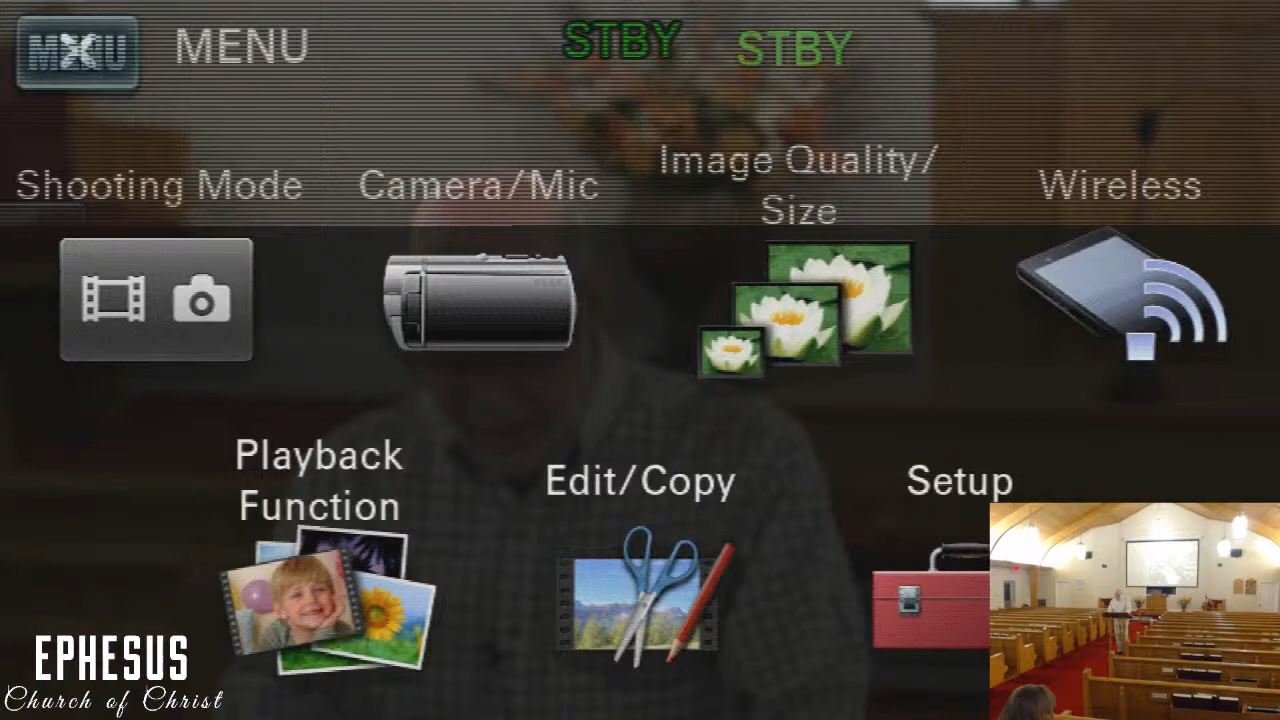 MENU
MENU
STBY
STBY
Shooting Mode
Camera/Mic
Image Quality/
Size
Wireless
Playback
Function
Edit/Copy
Setup
EPHESUS
Church of Christ